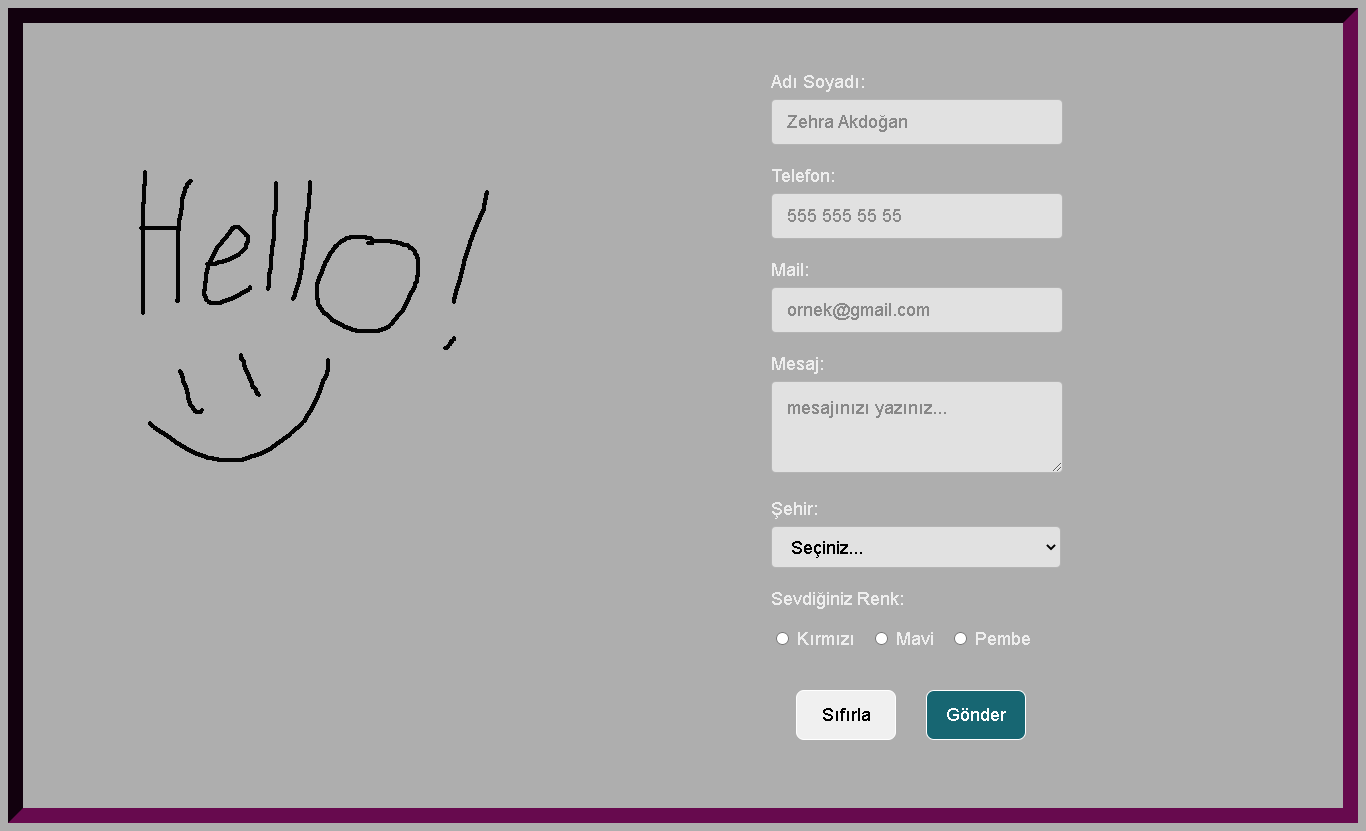 Hello!
Adı Soyadı:
Zehra Akdoğan
Telefon:
555 555 55 55
Mail:
ornek@gmail.com
Mesaj:
mesajınızı yazınız...
Şehir:
Seçiniz...
Sevdiğiniz Renk:
Kırmızı Mavi Pembe
Sıfırla Gönder